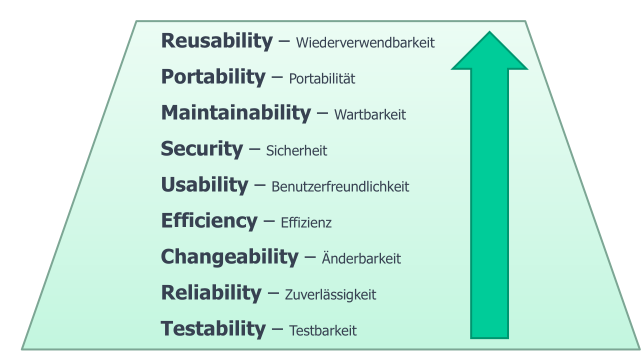 Reusability – Wiederverwendbarkeit
Portability – Portabilität
Maintainability – Wartbarkeit
Security – Sicherheit
Usability – Benutzerfreundlichkeit
Efficiency – Effizienz
Changeability – Änderbarkeit
Reliability – Zuverlässigkeit
Testability – Testbarkeit